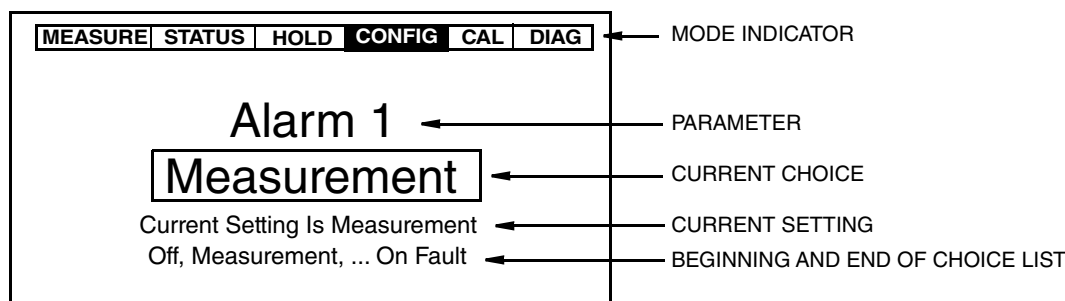 MEASURE STATUS HOLD CONFIG CAL DIAG MODE INDICATOR
Alarm 1 PARAMETER
Measurement CURRENT CHOICE
Current Setting Is Measurement CURRENT SETTING
Off, Measurement, ... On Fault BEGINNING AND END OF CHOICE LIST